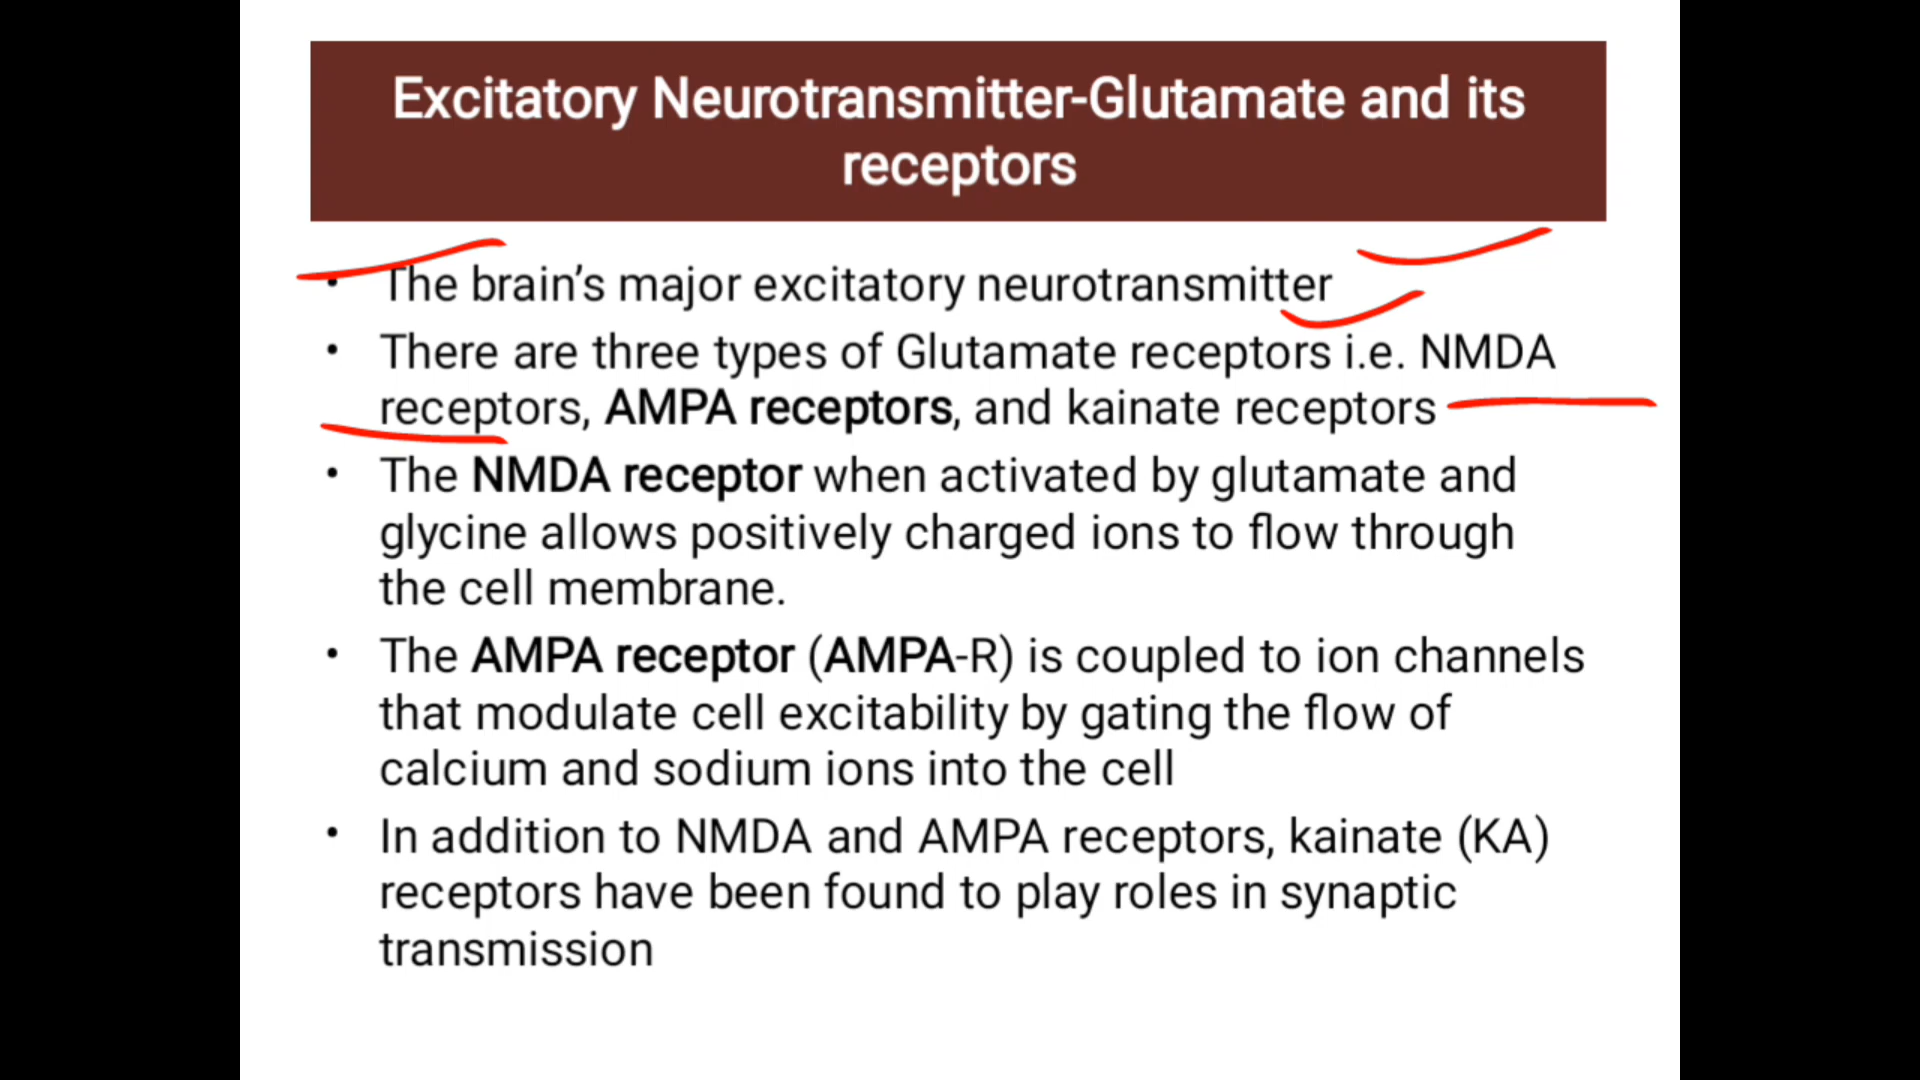 Excitatory Neurotransmitter-Glutamate and its
receptors
• The brain’s major excitatory neurotransmitter
• There are three types of Glutamate receptors i.e. NMDA
receptors, AMPA receptors, and kainate receptors
• The NMDA receptor when activated by glutamate and
glycine allows positively charged ions to flow through
the cell membrane.
• The AMPA receptor (AMPA-R) is coupled to ion channels
that modulate cell excitability by gating the flow of
calcium and sodium ions into the cell
• In addition to NMDA and AMPA receptors, kainate (KA)
receptors have been found to play roles in synaptic
transmission